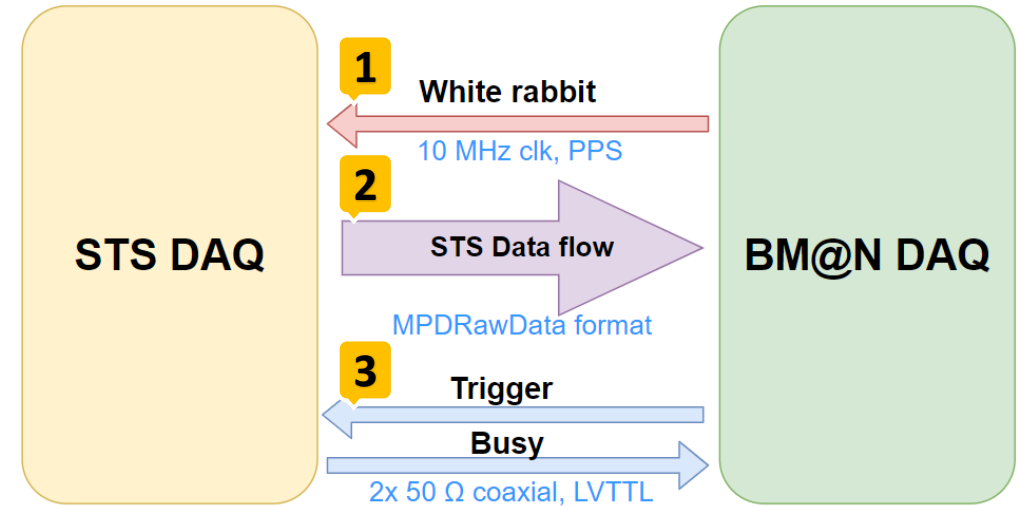 1
White rabbit
10 MHz clk, PPS
2
STS DAQ
STS Data flow
BM@N DAQ
MPDRawData format
3
Trigger
Busy
2x 50 Ω coaxial, LVTTL